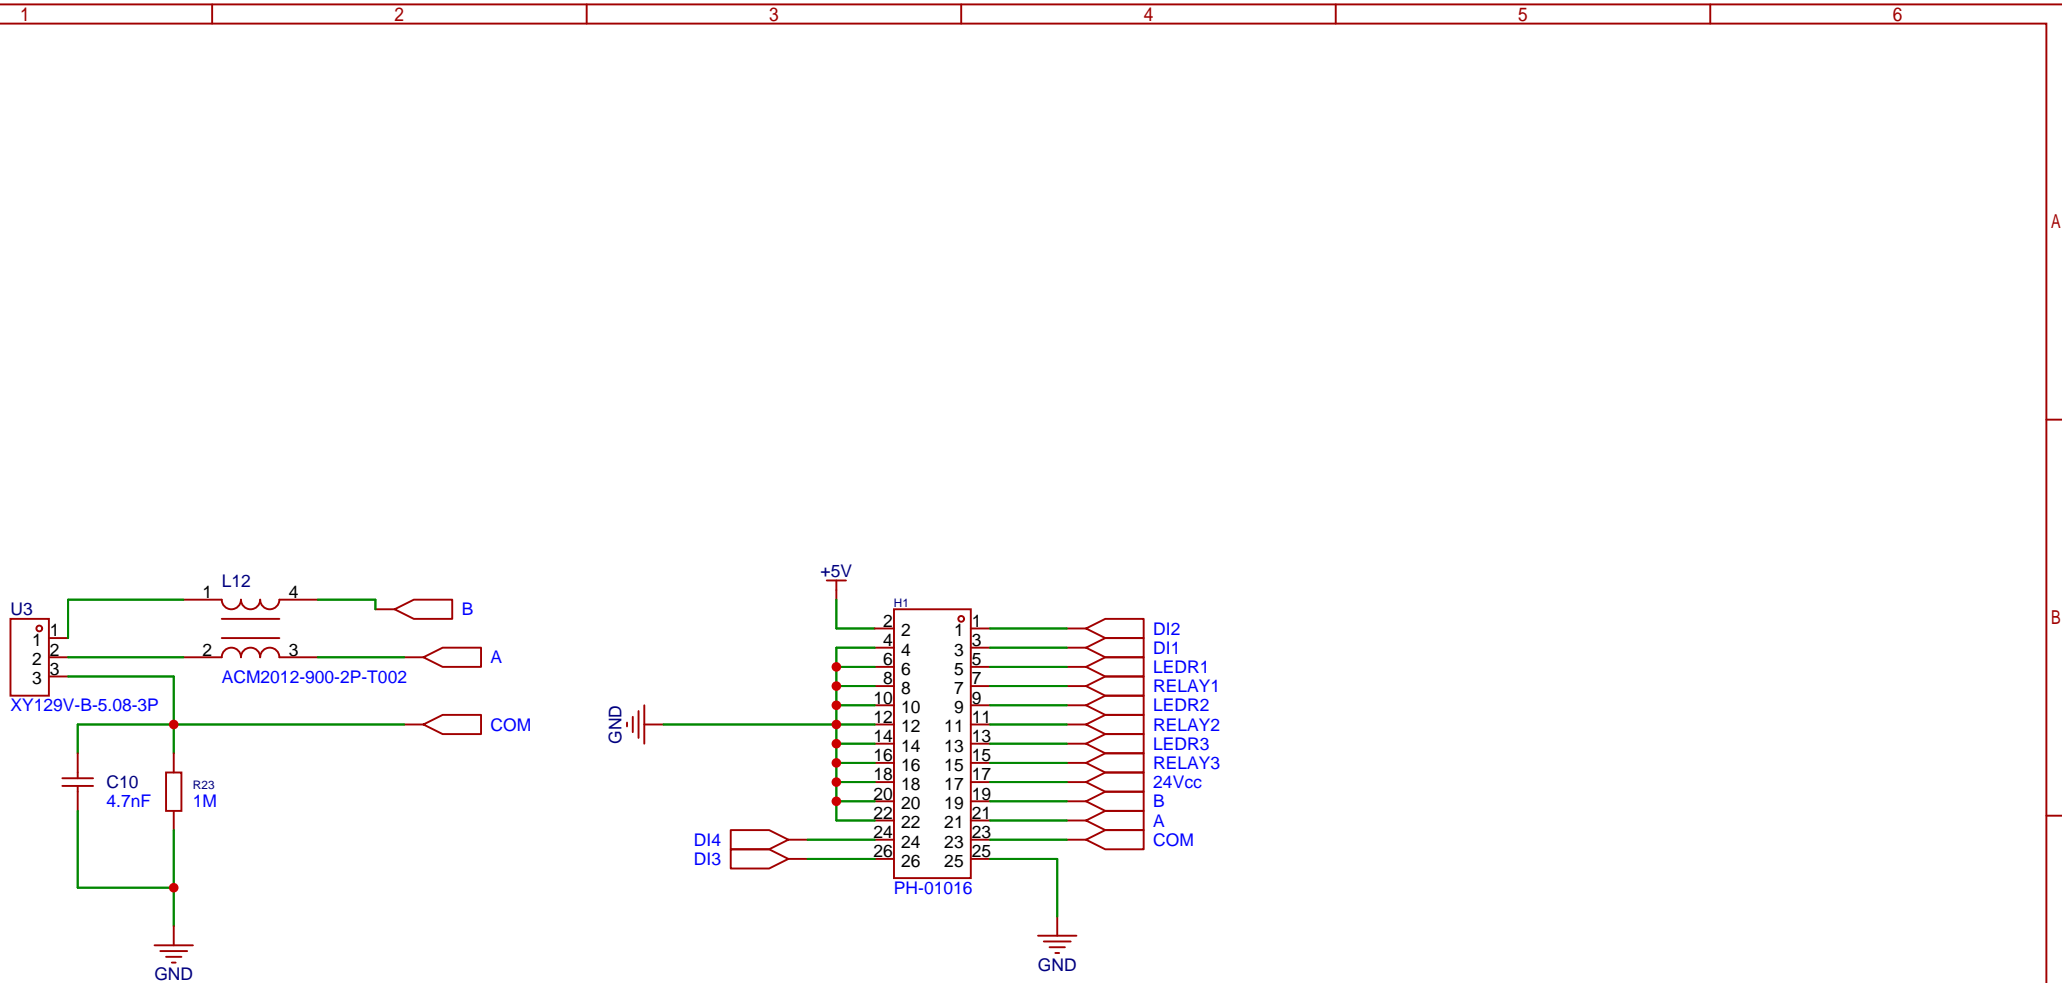 1 2 3 4 5 6
A
B
L12
1 4
B
2 3
A
ACM2012-900-2P-T002
U3
1 1
2 2
3 3
XY129V-B-5.08-3P
COM
C10
4.7nF
R23
1M
GND
+5V
H1
2 2 1 1 DI2
4 4 3 3 DI1
6 6 5 5 LEDR1
8 8 7 7 RELAY1
10 10 9 9 LEDR2
GND 12 12 11 11 RELAY2
14 14 13 13 LEDR3
16 16 15 15 RELAY3
18 18 17 17 24Vcc
20 20 19 19 B
22 22 21 21 A
DI4 24 24 23 23 COM
DI3 26 26 25 25
PH-01016
GND